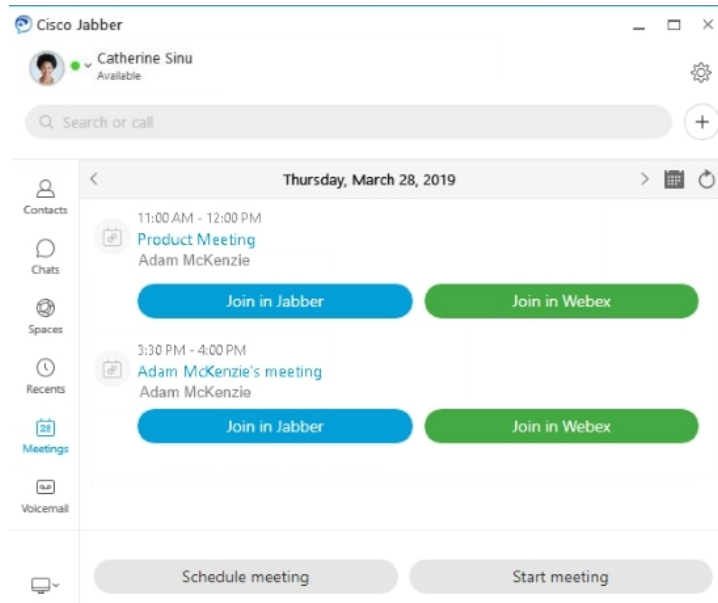 Cisco Jabber
Catherine Sinu
Available
Search or call
Contacts
Chats
Spaces
Recents
28
Meetings
Voicemail
Thursday, March 28, 2019
11:00 AM - 12:00 PM
Product Meeting
Adam McKenzie
Join in Jabber Join in Webex
3:30 PM - 4:00 PM
Adam McKenzie's meeting
Adam McKenzie
Join in Jabber Join in Webex
Schedule meeting Start meeting